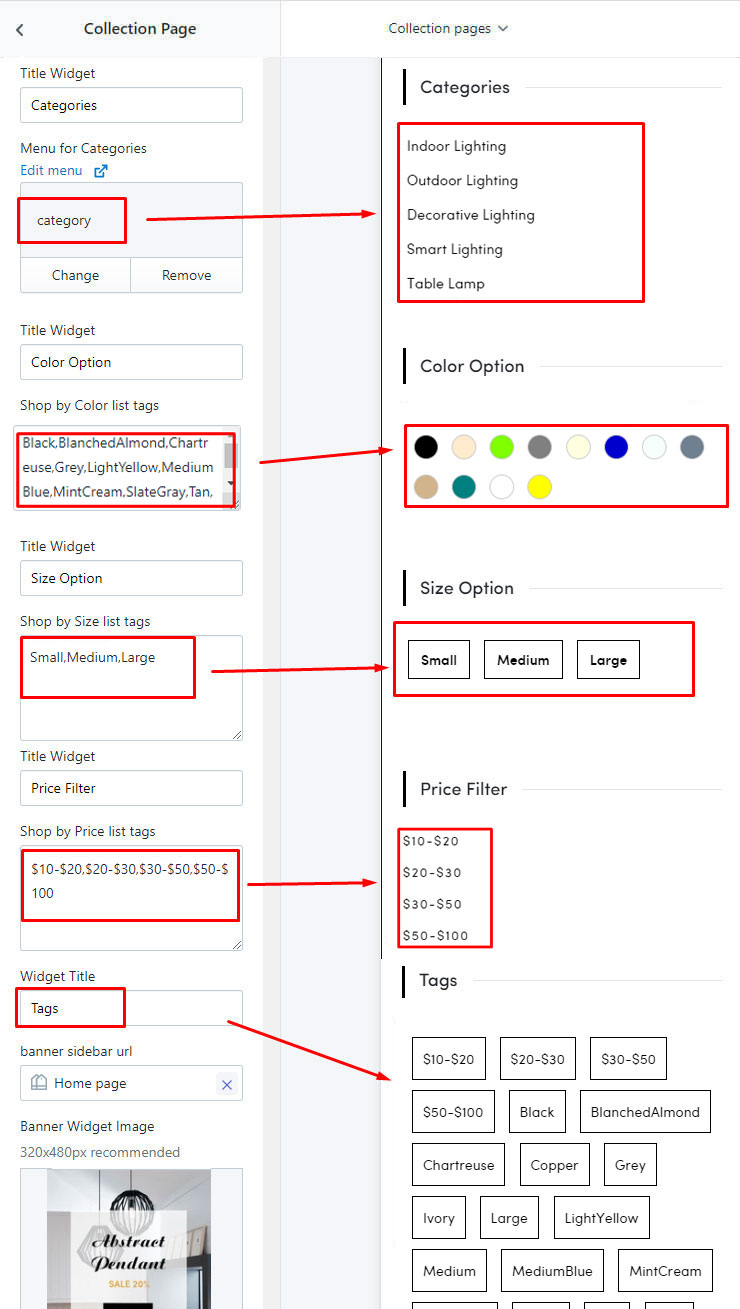 Collection Page
Collection pages
Title Widget
Categories
Menu for Categories
Edit menu
category
Change Remove
Title Widget
Color Option
Shop by Color list tags
Black,BlanchedAlmond,Chartr
euse,Grey,LightYellow,Medium
Blue,MintCream,SlateGray,Tan,
Title Widget
Size Option
Shop by Size list tags
Small,Medium,Large
Title Widget
Price Filter
Shop by Price list tags
$10-$20,$20-$30,$30-$50,$50-$
100
Widget Title
Tags
banner sidebar url
Home page
Banner Widget Image
320x480px recommended
Abstract
Pendant
SALE 20%
Categories
Indoor Lighting
Outdoor Lighting
Decorative Lighting
Smart Lighting
Table Lamp
Color Option
Size Option
Small Medium Large
Price Filter
$10-$20
$20-$30
$30-$50
$50-$100
Tags
$10-$20 $20-$30 $30-$50
$50-$100 Black BlanchedAlmond
Chartreuse Copper Grey
Ivory Large LightYellow
Medium MediumBlue MintCream